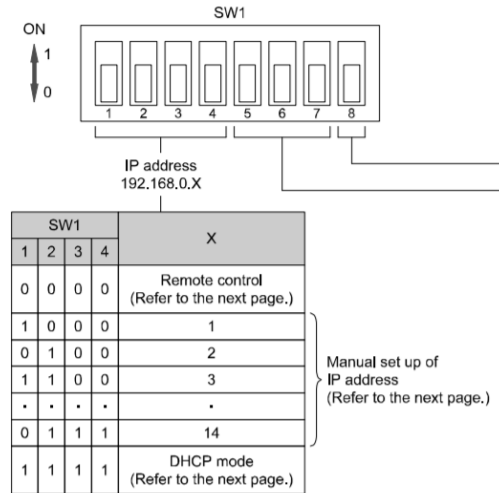 SW1
ON
1
0
1 2 3 4 5 6 7 8
IP address
192.168.0.X
SW1 X
1 2 3 4
0 0 0 0 Remote control
(Refer to the next page.)
1 0 0 0 1
0 1 0 0 2
1 1 0 0 3
. . . . .
0 1 1 1 14
1 1 1 1 DHCP mode
(Refer to the next page.)
Manual set up of
IP address
(Refer to the next page.)